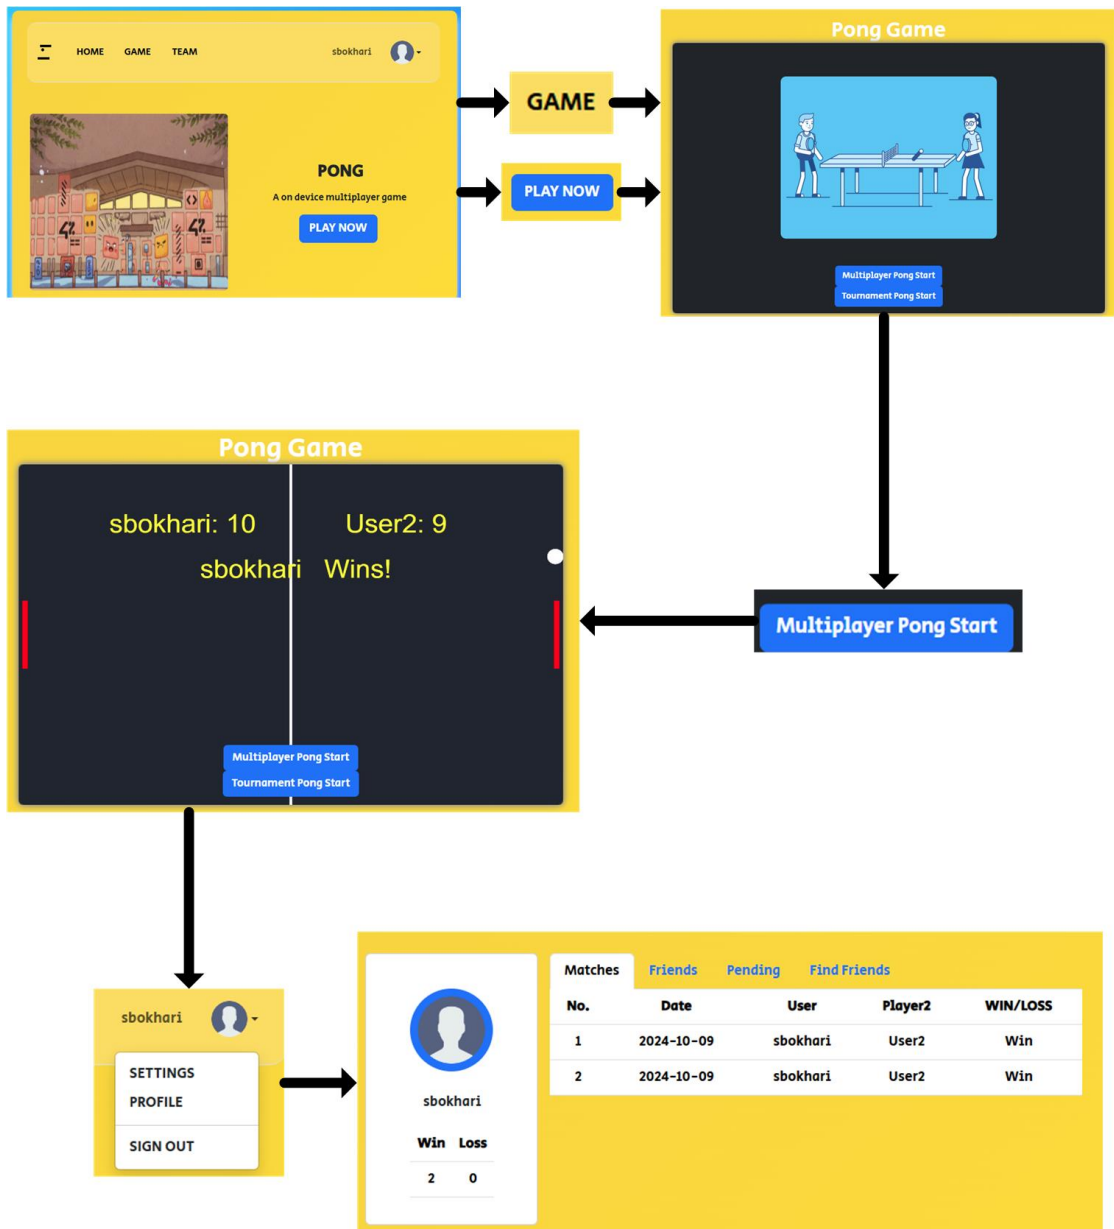 HOME GAME TEAM sbokhari
PONG
A on device multiplayer game
PLAY NOW
GAME
PLAY NOW
Pong Game
Multiplayer Pong Start
Tournament Pong Start
Multiplayer Pong Start
Pong Game
sbokhari: 10 User2: 9
sbokhari Wins!
Multiplayer Pong Start
Tournament Pong Start
sbokhari
SETTINGS
PROFILE
SIGN OUT
sbokhari
Win Loss
2 0
Matches Friends Pending Find Friends
No. Date User Player2 WIN/LOSS
1 2024-10-09 sbokhari User2 Win
2 2024-10-09 sbokhari User2 Win